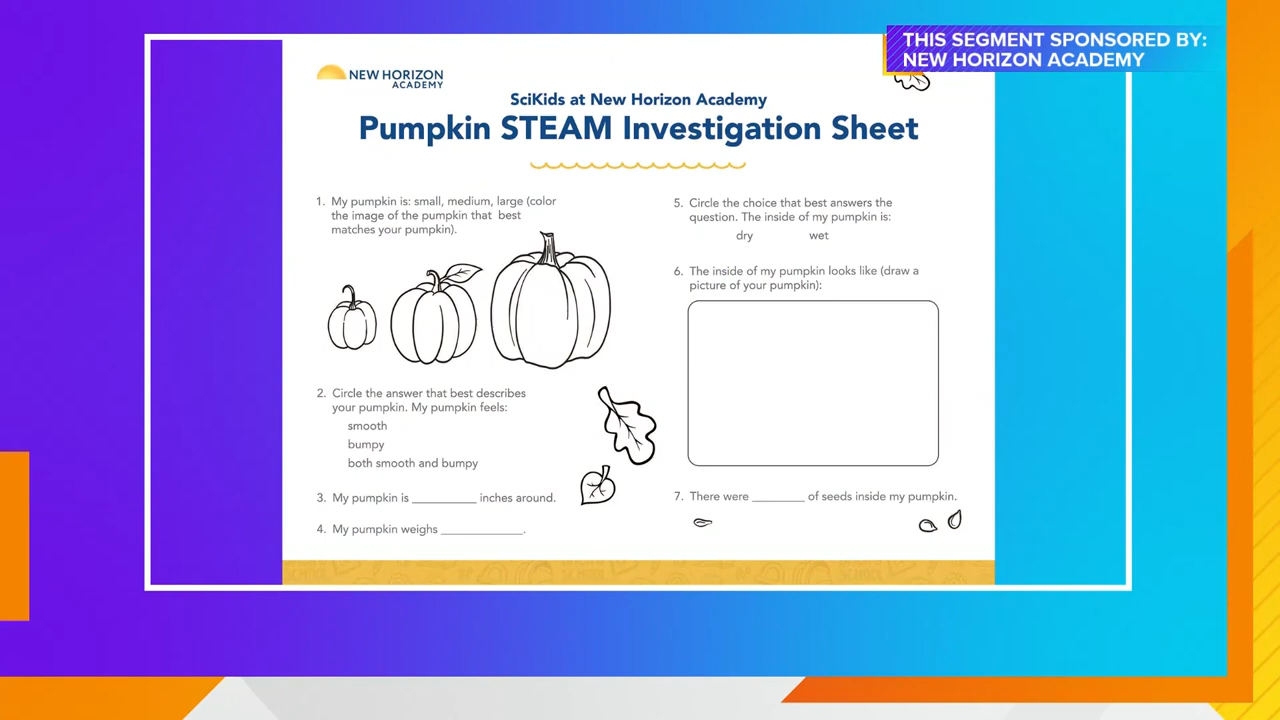 THIS SEGMENT SPONSORED BY:
NEW HORIZON ACADEMY
NEW HORIZON
ACADEMY
SciKids at New Horizon Academy
Pumpkin STEAM Investigation Sheet
1. My pumpkin is: small, medium, large (color
the image of the pumpkin that best
matches your pumpkin).
2. Circle the answer that best describes
your pumpkin. My pumpkin feels:
smooth
bumpy
both smooth and bumpy
3. My pumpkin is __________ inches around.
4. My pumpkin weighs _____________.
5. Circle the choice that best answers the
question. The inside of my pumpkin is:
dry wet
6. The inside of my pumpkin looks like (draw a
picture of your pumpkin):
7. There were ________ of seeds inside my pumpkin.